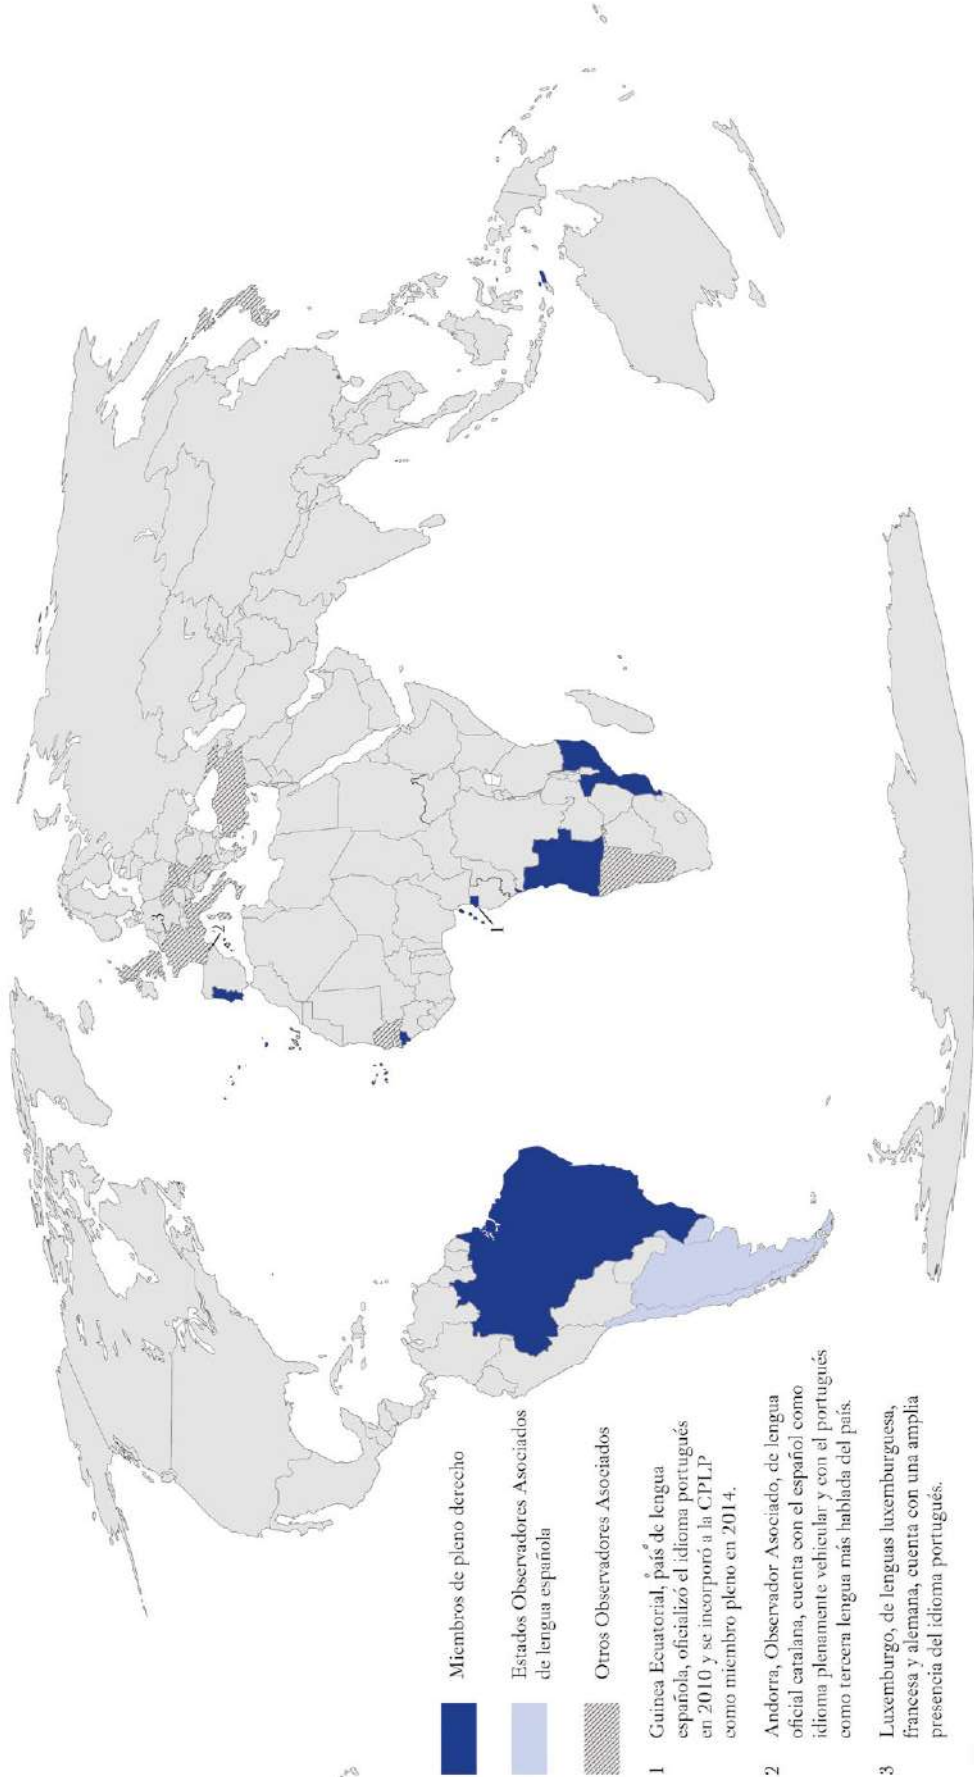 Miembros de pleno derecho
Estados Observadores Asociados
de lengua española
Otros Observadores Asociados
1 Guinea Ecuatorial, país de lengua
española, oficializó el idioma portugués
en 2010 y se incorporó a la CPLP
como miembro pleno en 2014.
2 Andorra, Observador Asociado, de lengua
oficial catalana, cuenta con el español como
idioma plenamente vehicular y con el portugués
como tercera lengua más hablada del país.
3 Luxemburgo, de lenguas luxemburguesa,
francesa y alemana, cuenta con una amplia
presencia del idioma portugués.
3
2
1